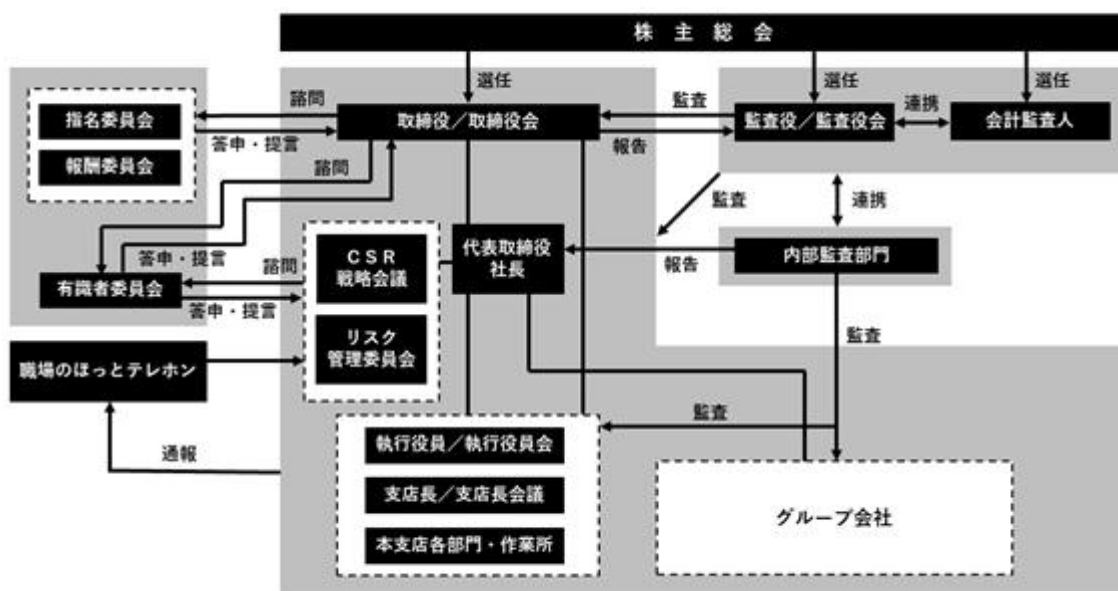 株主総会
選任
選任
選任
諮問
監査
連携
指名委員会
取締役／取締役会
監査役／監査役会
会計監査人
答申・提言
報告
報酬委員会
諮問
監査
連携
答申・提言
諮問
CSR
戦略会議
代表取締役
社長
報告
内部監査部門
有識者委員会
答申・提言
リスク
管理委員会
監査
職場のほっとテレホン
監査
通報
執行役員／執行役員会
支店長／支店長会議
グループ会社
本支店各部門・作業所